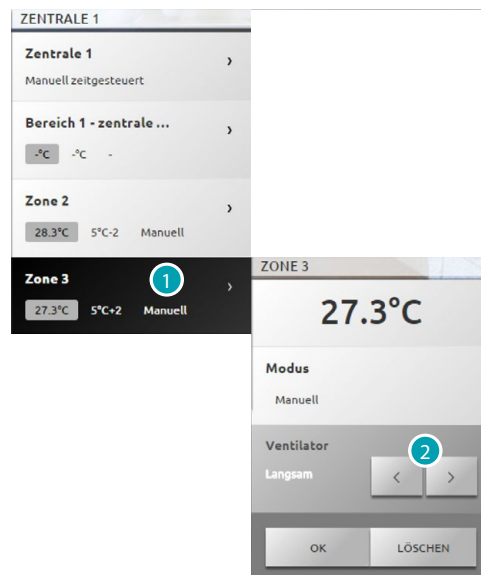 ZENTRALE 1
Zentrale 1
Manuell zeitgesteuert
Bereich 1 - zentrale ...
-°C -°C -
Zone 2
28.3°C 5°C-2 Manuell
Zone 3 1
27.3°C 5°C+2 Manuell
ZONE 3
27.3°C
Modus
Manuell
Ventilator 2
Langsam < >
OK LÖSCHEN